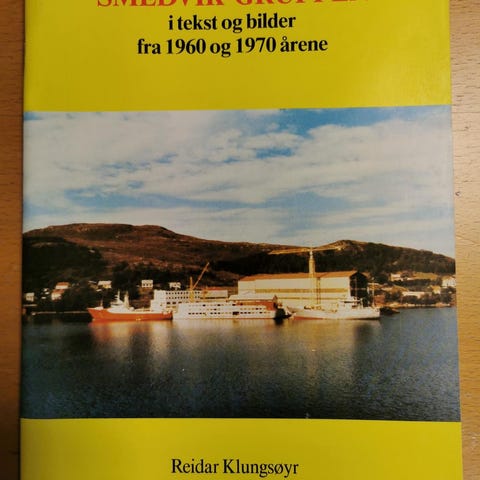 SMEDVIK-GRUPPEN
i tekst og bilder
fra 1960 og 1970 årene
Reidar Klungsøyr